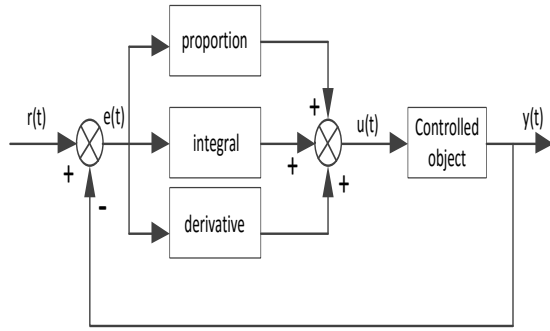 proportion
r(t)
e(t)
+
-
integral
derivative
+
+
+
u(t)
Controlled
object
y(t)